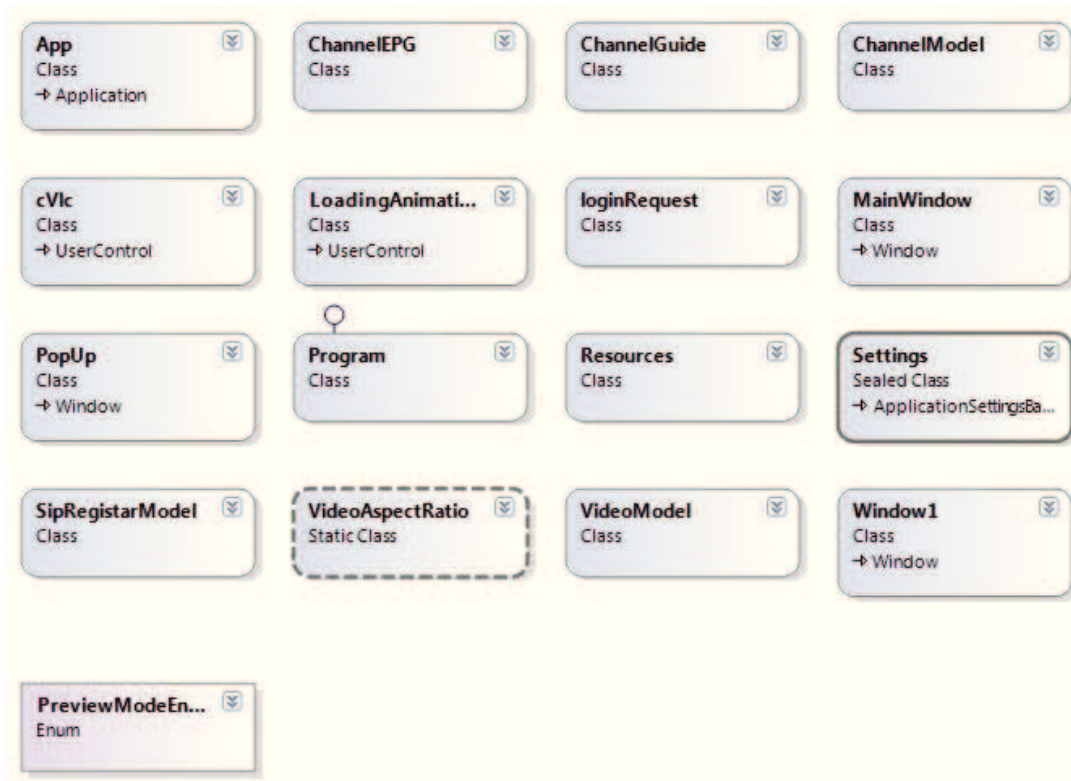 App
Class
Application
ChannelEPG
Class
ChannelGuide
Class
ChannelModel
Class
cVlc
Class
UserControl
LoadingAnimati...
Class
UserControl
loginRequest
Class
MainWindow
Class
Window
PopUp
Class
Window
Program
Class
Resources
Class
Settings
Sealed Class
ApplicationSettingsBa...
SipRegistarModel
Class
VideoAspectRatio
Static Class
VideoModel
Class
Window1
Class
Window
PreviewModeEn...
Enum